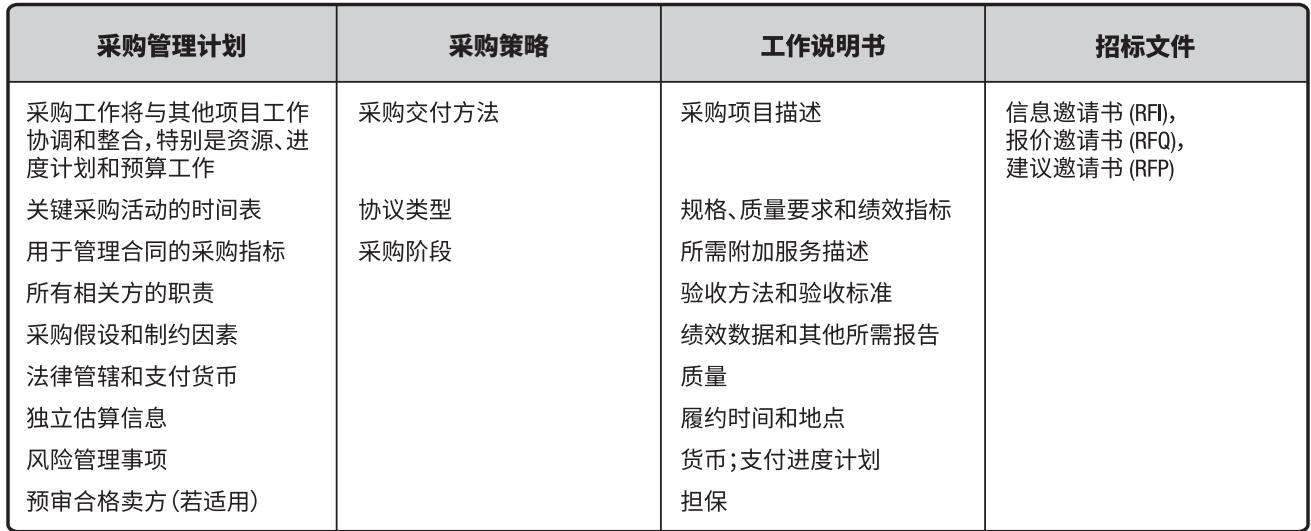 采购管理计划
采购策略
工作说明书
招标文件
采购工作将与其他项目工作
协调和整合,特别是资源、进
度计划和预算工作
采购交付方法
采购项目描述
信息邀请书 (RFI),
报价邀请书 (RFQ),
建议邀请书 (RFP)
关键采购活动的时间表
协议类型
规格、质量要求和绩效指标
用于管理合同的采购指标
采购阶段
所需附加服务描述
所有相关方的职责
验收方法和验收标准
采购假设和制约因素
绩效数据和其他所需报告
法律管辖和支付货币
质量
独立估算信息
履约时间和地点
风险管理事项
货币;支付进度计划
预审合格卖方(若适用)
担保